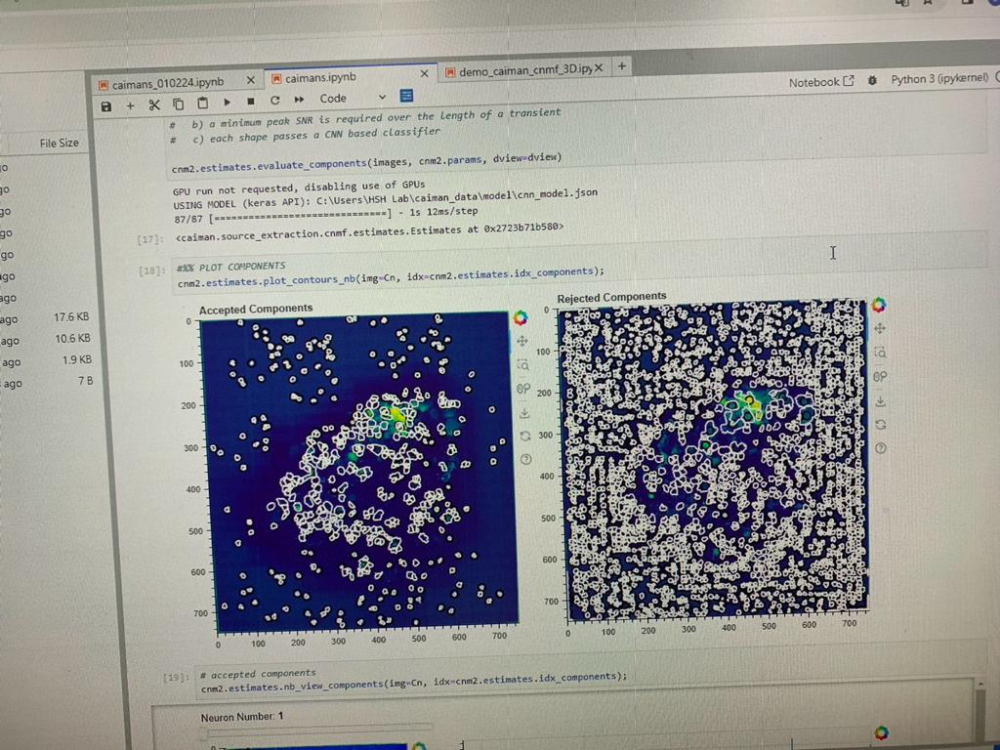 caimans_010224.ipynb
caimans.ipynb
demo_caiman_cnmf_3D.ipy
Notebook
Python 3 (ipykernel)
Code
File Size
# b) a minimum peak SNR is required over the length of a transient
# c) each shape passes a CNN based classifier
cnm2.estimates.evaluate_components(images, cnm2.params, dview=dview)
GPU run not requested, disabling use of GPUs
USING MODEL (keras API): C:\Users\HSH Lab\caiman_data\model\cnn_model.json
87/87 [==============================] - 1s 12ms/step
[17]: <caiman.source_extraction.cnmf.estimates.Estimates at 0x2723b71b580>
[18]: #%% PLOT COMPONENTS
cnm2.estimates.plot_contours_nb(img=Cn, idx=cnm2.estimates.idx_components);
Accepted Components
0
100
200
300
400
500
600
700
0 100 200 300 400 500 600 700
Rejected Components
0
100
200
300
400
500
600
700
0 100 200 300 400 500 600 700
go
go
go
ago
ago
ago 17.6 KB
ago 10.6 KB
ago 1.9 KB
ago 7 B
[19]: # accepted components
cnm2.estimates.nb_view_components(img=Cn, idx=cnm2.estimates.idx_components);
Neuron Number: 1
0